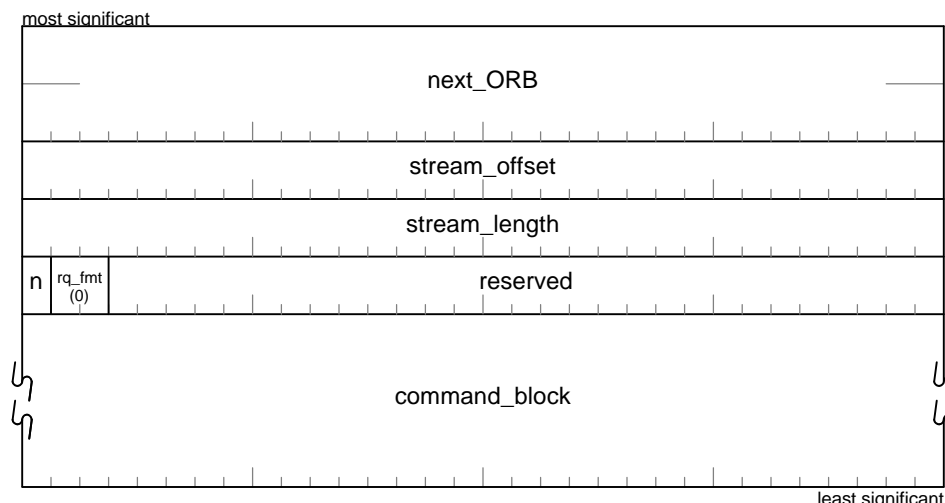 most significant
next_ORB
stream_offset
stream_length
n rq_fmt reserved
(0)
command_block
least significant